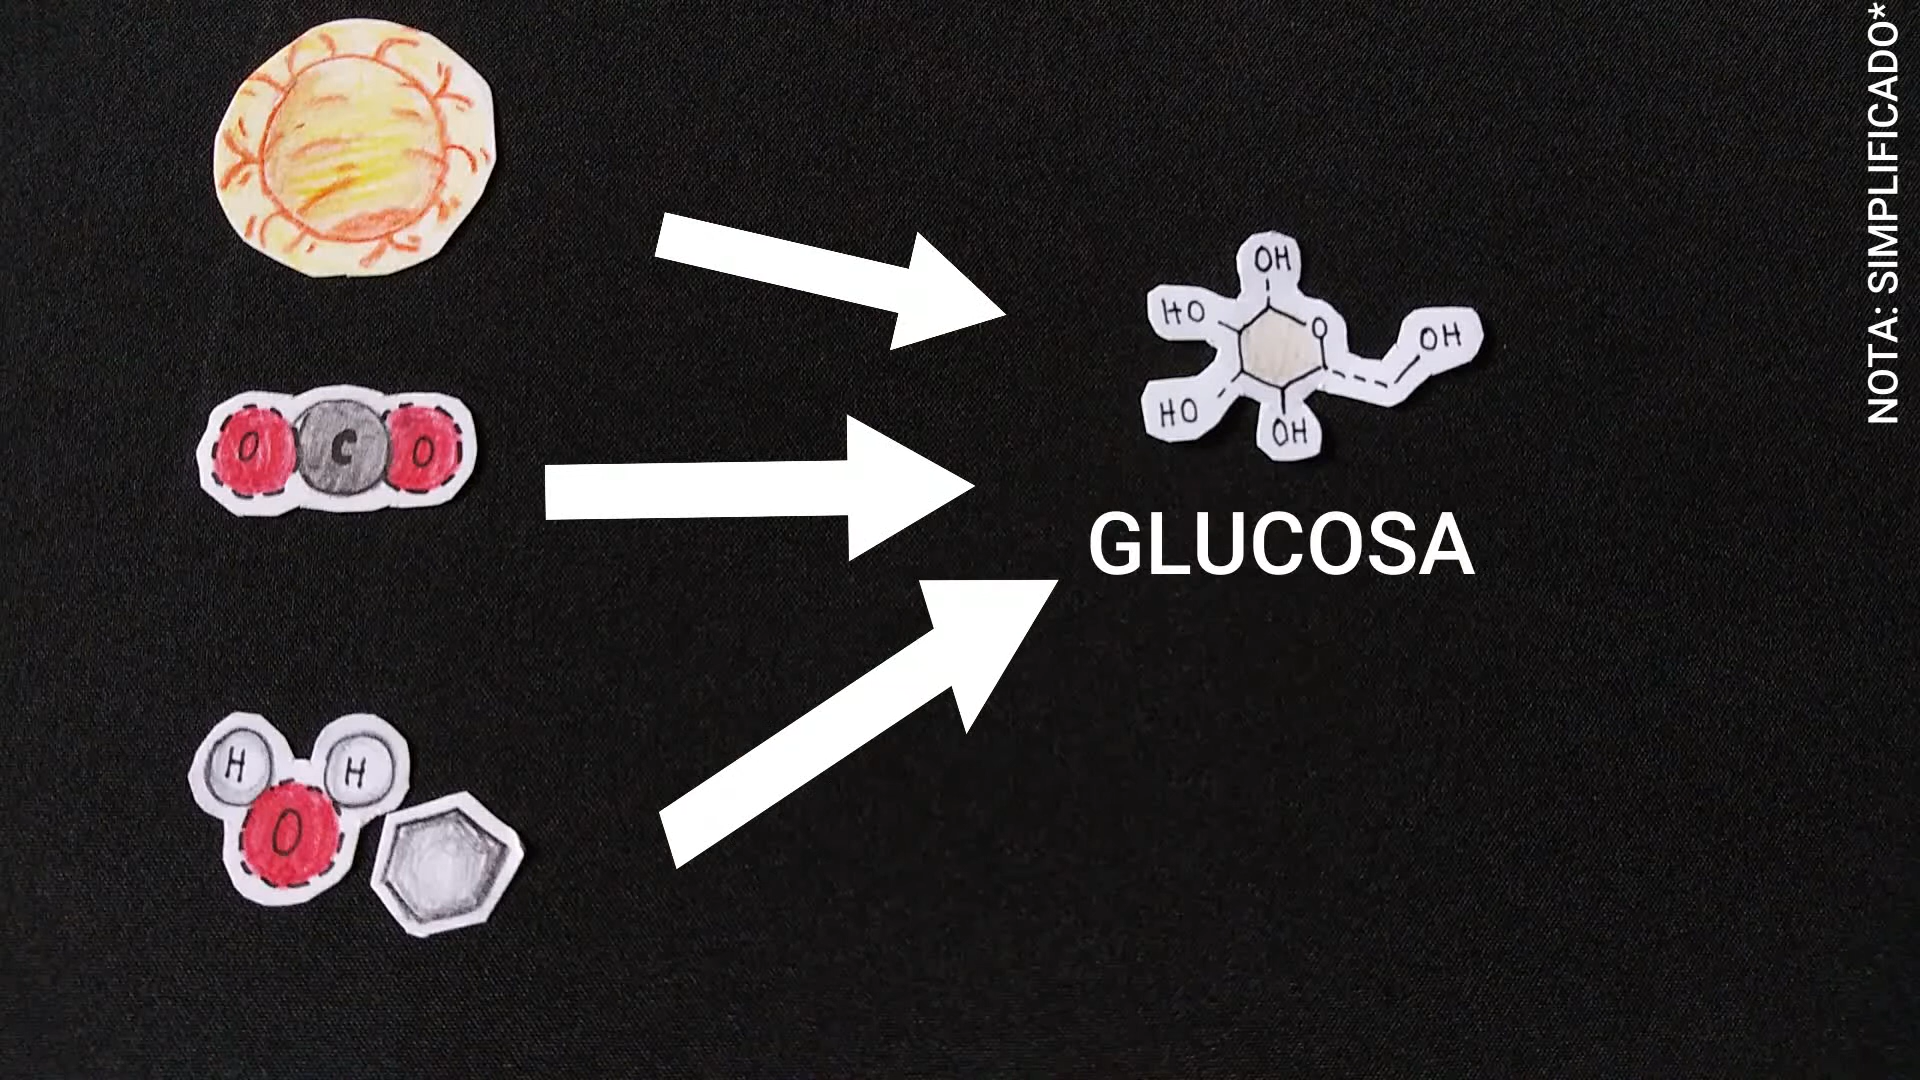 O C O
H H
O
OH
HO
O
OH
HO
OH
GLUCOSA
NOTA: SIMPLIFICADO*